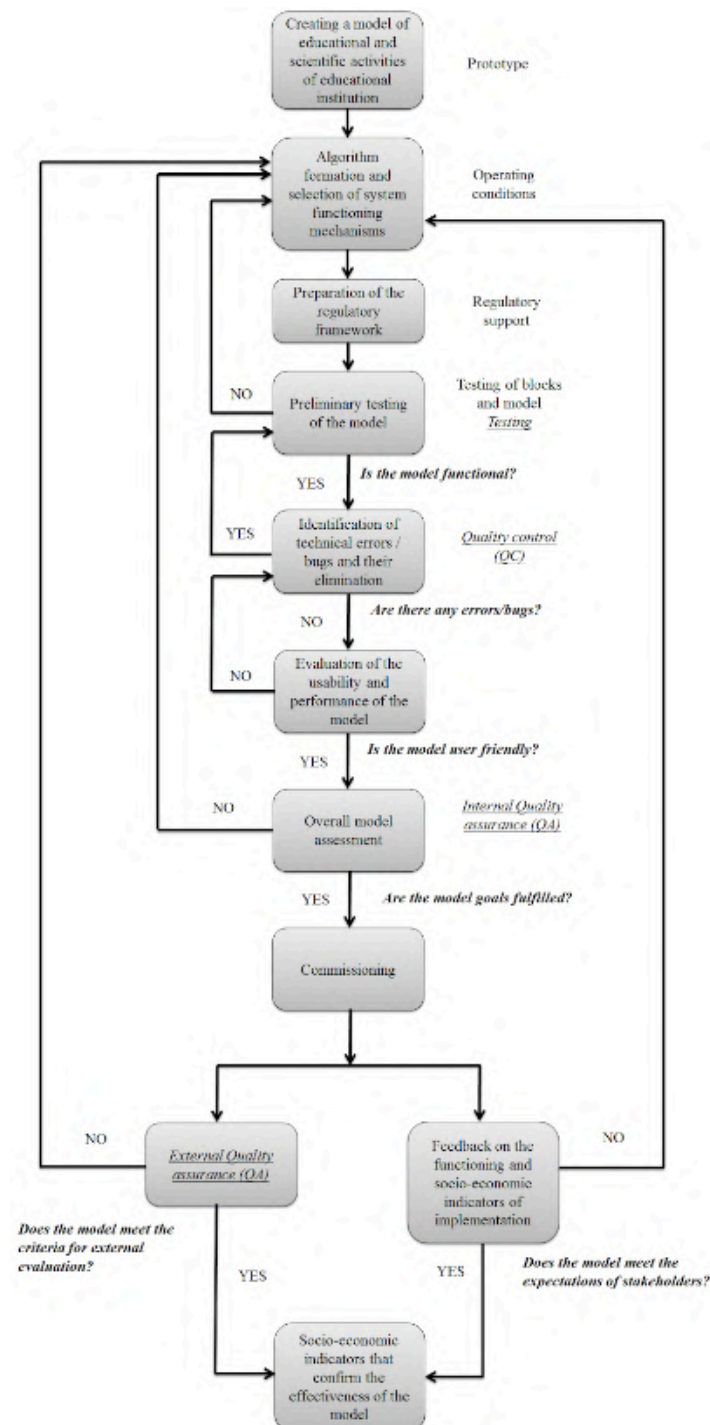 Creating a model of
educational and
scientific activities
of educational
institution
Prototype
Algorithm
formation and
selection of system
functioning
mechanisms
Operating
conditions
Preparation of the
regulatory
framework
Regulatory
support
NO
Preliminary testing
of the model
Testing of blocks
and model
Testing
YES
Is the model functional?
YES
Identification of
technical errors /
bugs and their
elimination
Quality control
(QC)
NO
Are there any errors/bugs?
NO
Evaluation of the
usability and
performance of the
model
YES
Is the model user friendly?
NO
Overall model
assessment
Internal Quality
assurance (QA)
YES
Are the model goals fulfilled?
Commissioning
NO
External Quality
assurance (QA)
Feedback on the
functioning and
socio-economic
indicators of
implementation
NO
Does the model meet the
criteria for external
evaluation?
YES
YES
Does the model meet the
expectations of stakeholders?
Socio-economic
indicators that
confirm the
effectiveness of the
model